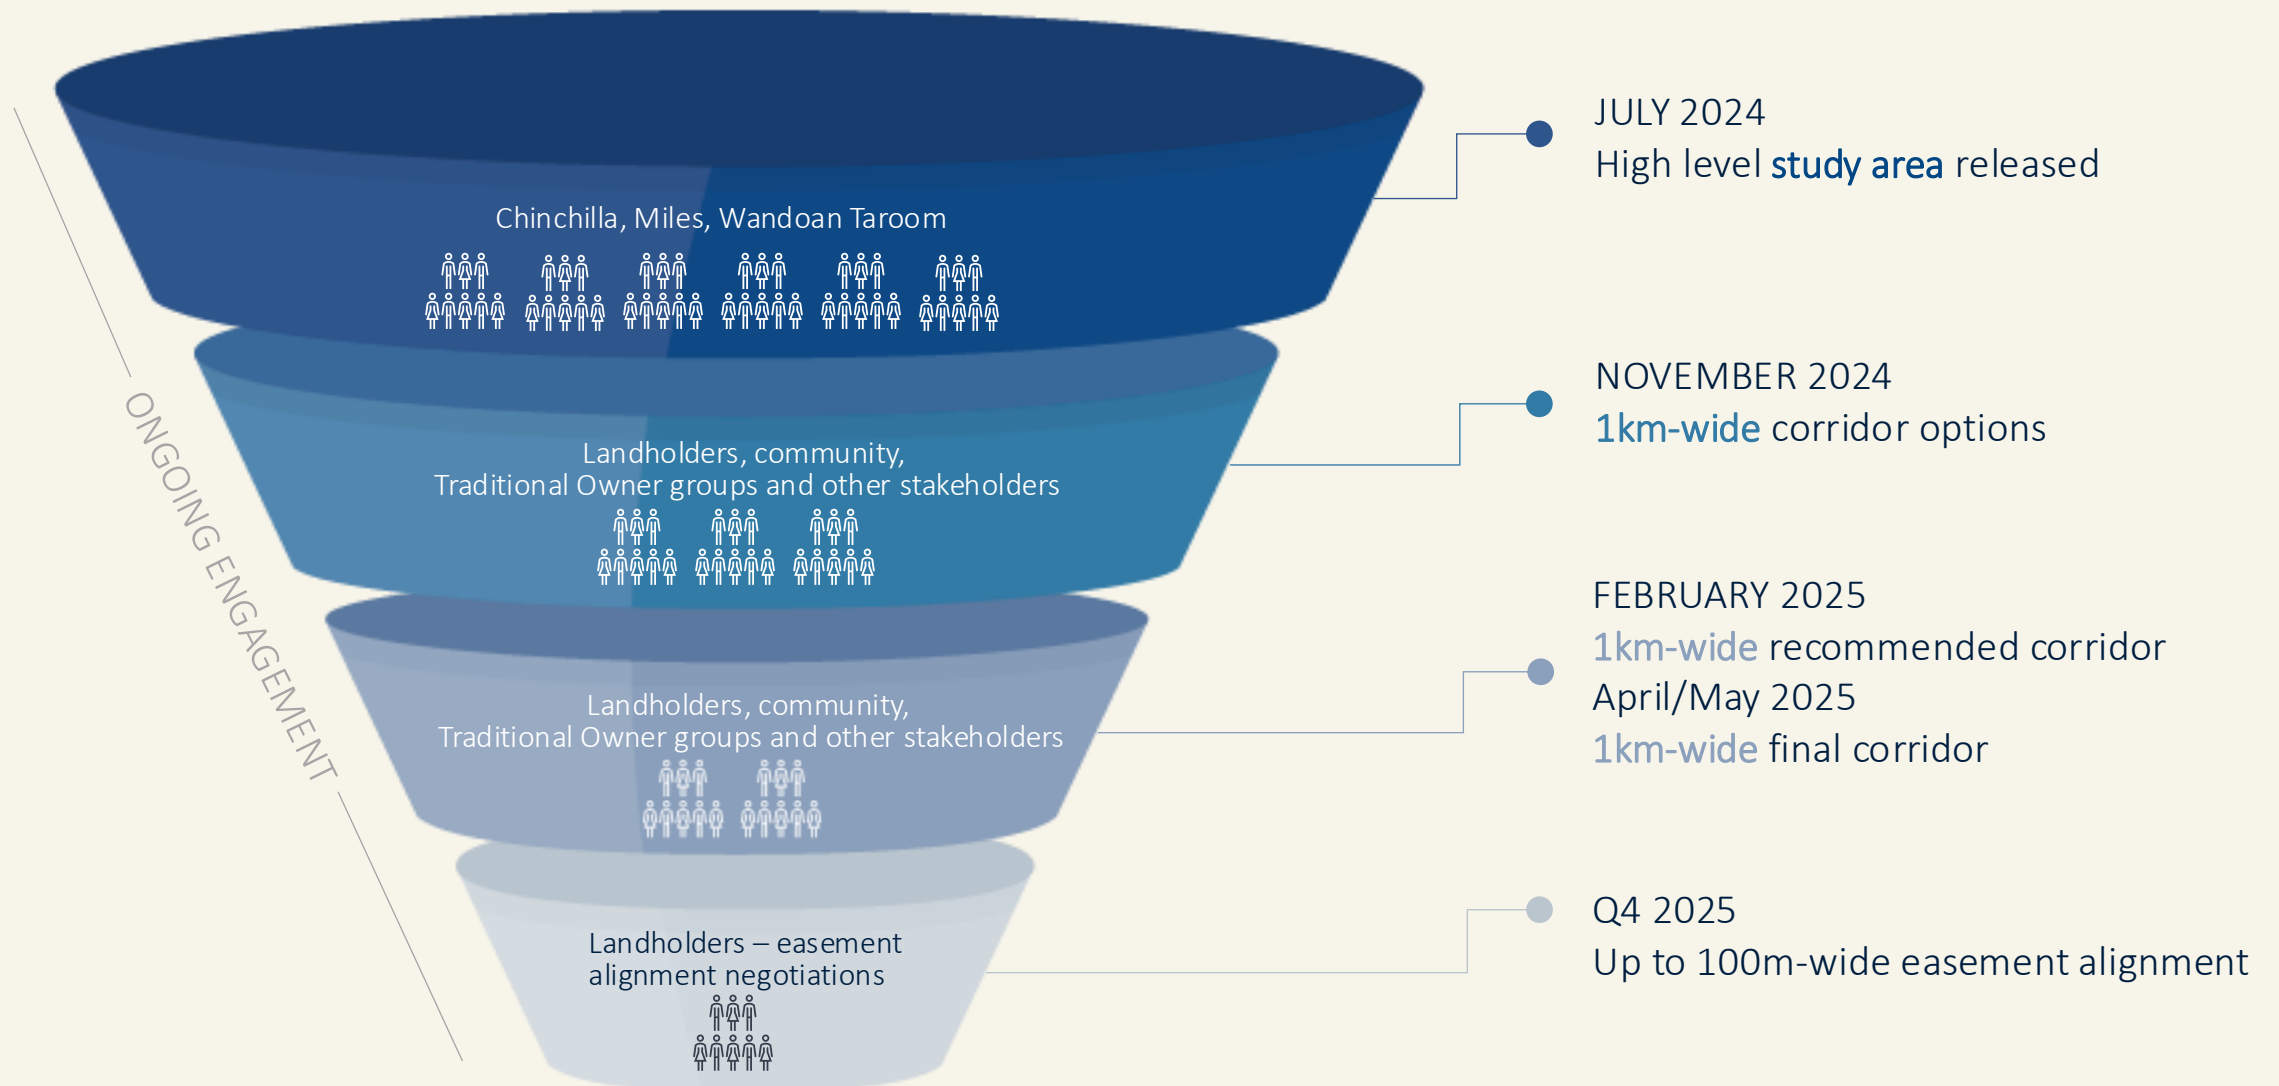 JULY 2024
High level study area released
Chinchilla, Miles, Wandoan Taroom
NOVEMBER 2024
1km-wide corridor options
Landholders, community,
Traditional Owner groups and other stakeholders
ONGOING ENGAGEMENT
FEBRUARY 2025
1km-wide recommended corridor
April/May 2025
1km-wide final corridor
Landholders, community,
Traditional Owner groups and other stakeholders
Q4 2025
Up to 100m-wide easement alignment
Landholders – easement
alignment negotiations